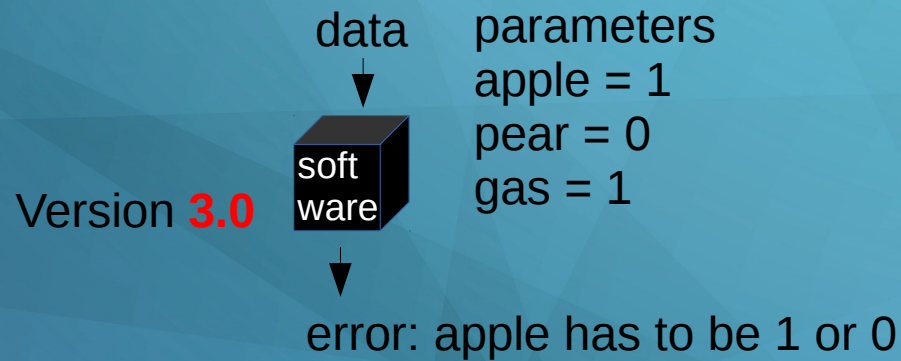 data
parameters
apple = 1
pear = 0
gas = 1
soft
ware
Version 3.0
error: apple has to be 1 or 0